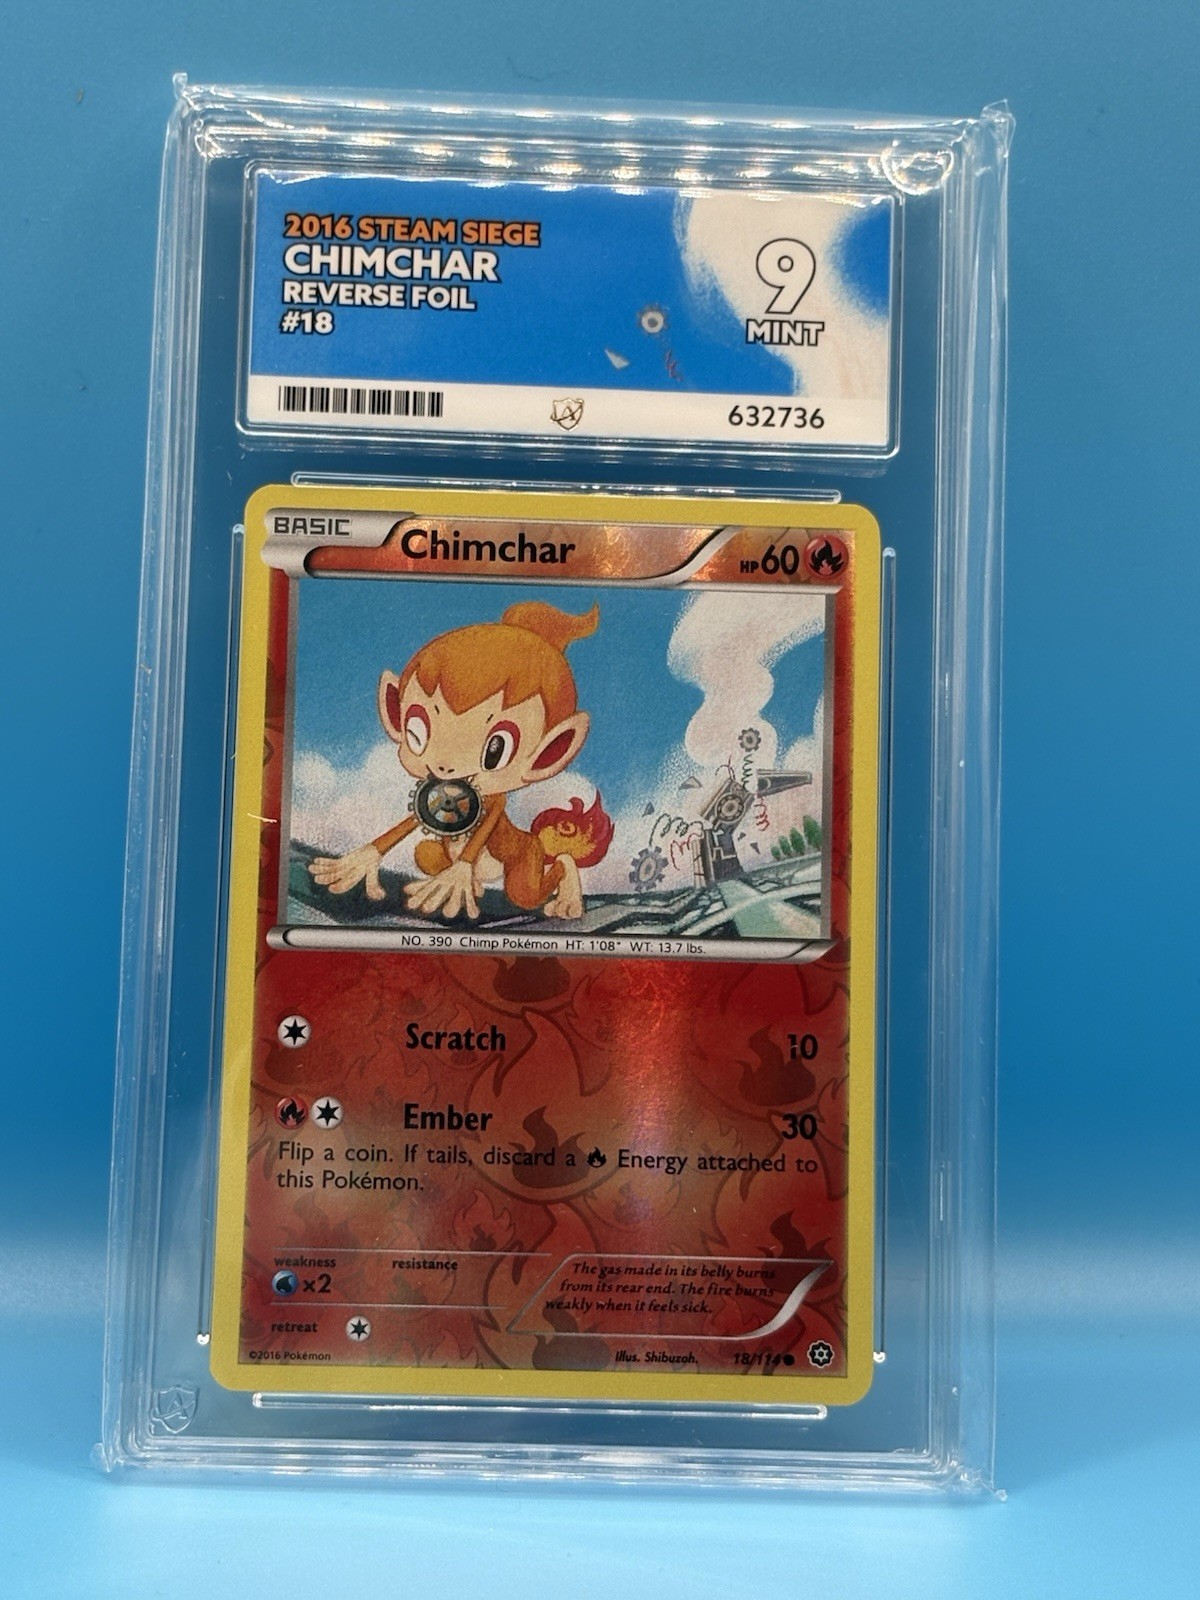 2016 STEAM SIEGE
CHIMCHAR
REVERSE FOIL
#18
9
MINT
632736
BASIC
Chimchar
HP 60
NO. 390 Chimp Pokémon HT: 1'08" WT: 13.7 lbs.
Scratch 10
Ember 30
Flip a coin. If tails, discard a Energy attached to
this Pokémon.
weakness resistance
x2
The gas made in its belly burns
from its rear end. The fire burns
weakly when it feels sick.
retreat
©2016 Pokémon Illus. Shibuzoh. 18/114